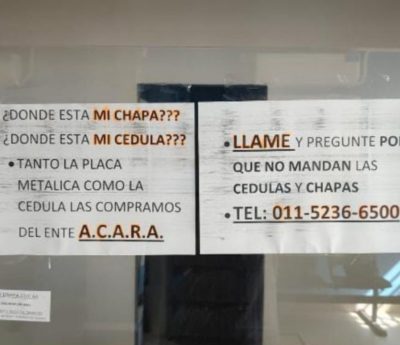 ¿DONDE ESTA MI CHAPA???
¿DONDE ESTA MI CEDULA???
• TANTO LA PLACA
METALICA COMO LA
CEDULA LAS COMPRAMOS
DEL ENTE A.C.A.R.A.
• LLAME Y PREGUNTE POR
QUE NO MANDAN LAS
CEDULAS Y CHAPAS
• TEL: 011-5236-6500